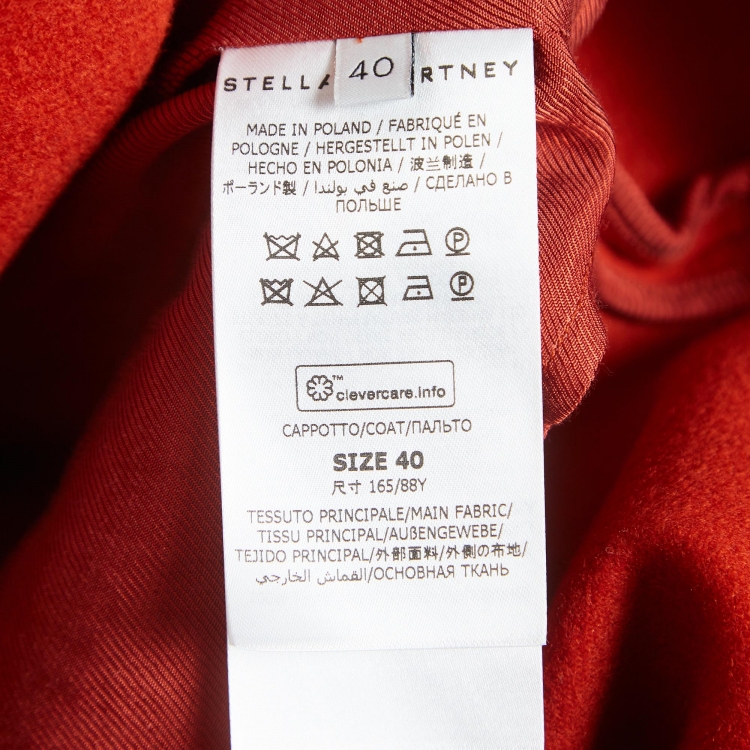 STELLA RTNEY
40
MADE IN POLAND / FABRIQUÉ EN
POLOGNE / HERGESTELLT IN POLEN /
HECHO EN POLONIA / 波兰制造 /
ポーランド製 / صنع في بولندا / СДЕЛАНО В
ПОЛЬШЕ
P
P
™
clevercare.info
CAPPOTTO/COAT/ПАЛЬТО
SIZE 40
尺寸 165/88Y
TESSUTO PRINCIPALE/MAIN FABRIC/
TISSU PRINCIPAL/AUßENGEWEBE/
TEJIDO PRINCIPAL/外部面料/外側の布地/
القماش الخارجي/ОСНОВНАЯ ТКАНЬ